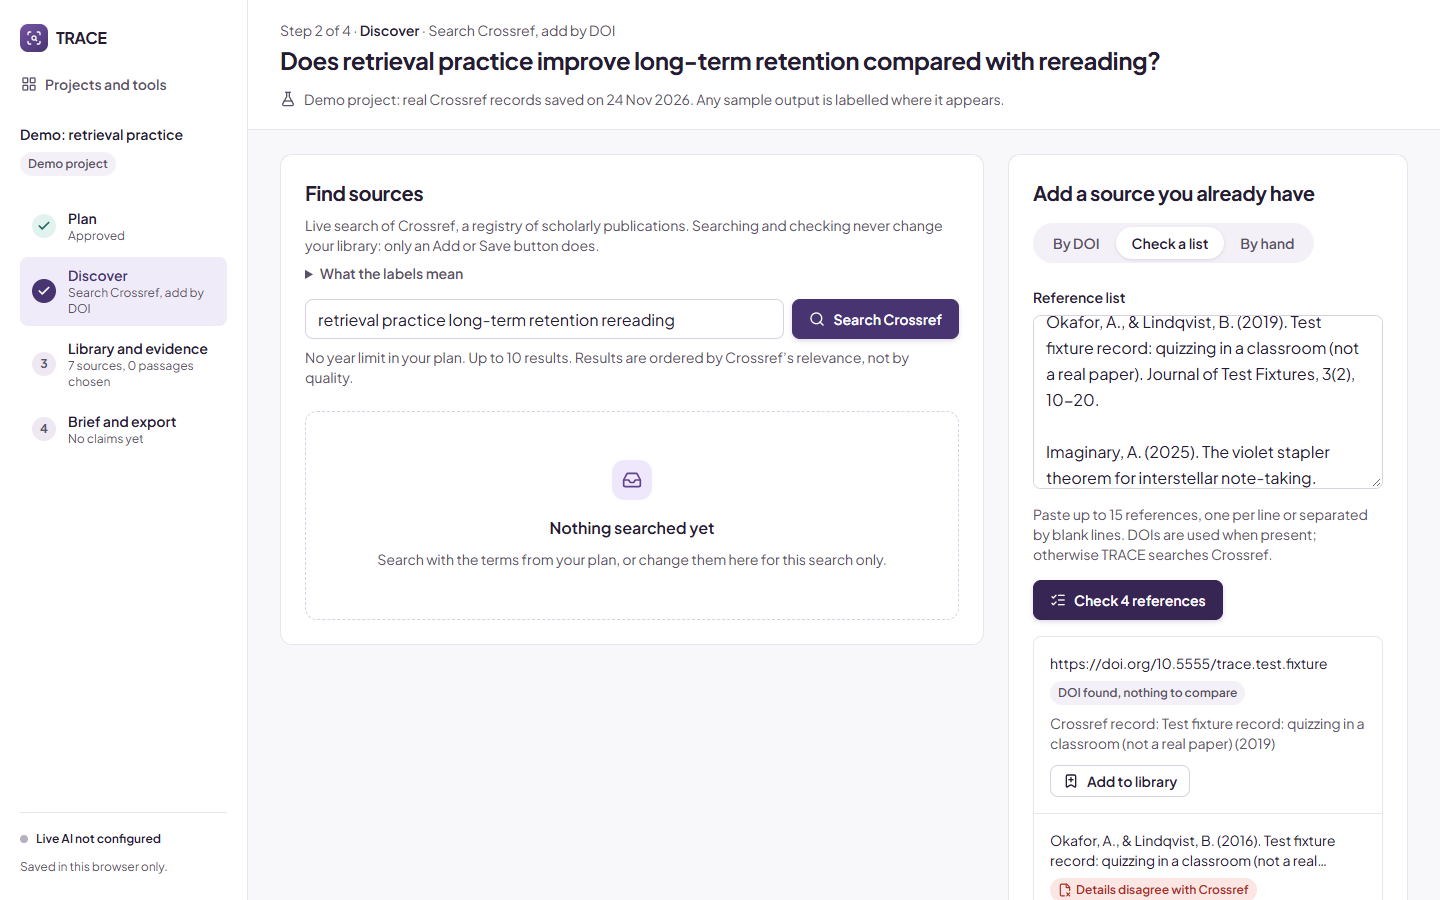 TRACE
Projects and tools
Demo: retrieval practice
Demo project
Plan
Approved
Discover
Search Crossref, add by
DOI
3
Library and evidence
7 sources, 0 passages
chosen
4
Brief and export
No claims yet
Live AI not configured
Saved in this browser only.
Step 2 of 4 · Discover · Search Crossref, add by DOI
Does retrieval practice improve long-term retention compared with rereading?
Demo project: real Crossref records saved on 24 Nov 2026. Any sample output is labelled where it appears.
Find sources
Live search of Crossref, a registry of scholarly publications. Searching and checking never change
your library: only an Add or Save button does.
What the labels mean
retrieval practice long-term retention rereading
Search Crossref
No year limit in your plan. Up to 10 results. Results are ordered by Crossref's relevance, not by
quality.
Nothing searched yet
Search with the terms from your plan, or change them here for this search only.
Add a source you already have
By DOI
Check a list
By hand
Reference list
Okafor, A., & Lindqvist, B. (2019). Test
fixture record: quizzing in a classroom (not
a real paper). Journal of Test Fixtures, 3(2),
10–20.
Imaginary, A. (2025). The violet stapler
theorem for interstellar note-taking.
Paste up to 15 references, one per line or separated
by blank lines. DOIs are used when present;
otherwise TRACE searches Crossref.
Check 4 references
https://doi.org/10.5555/trace.test.fixture
DOI found, nothing to compare
Crossref record: Test fixture record: quizzing in a
classroom (not a real paper) (2019)
Add to library
Okafor, A., & Lindqvist, B. (2016). Test fixture
record: quizzing in a classroom (not a real…
Details disagree with Crossref